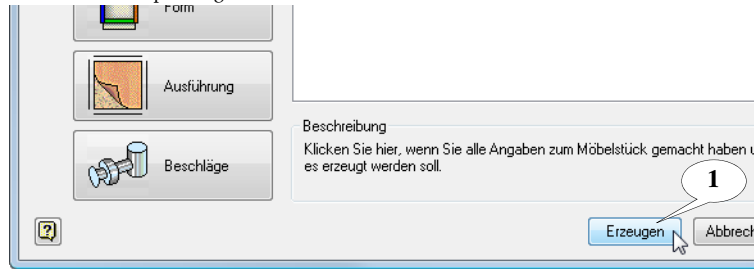 Form
Ausführung
Beschläge
Beschreibung
Klicken Sie hier, wenn Sie alle Angaben zum Möbelstück gemacht haben u
es erzeugt werden soll.
1
Erzeugen
Abbrech